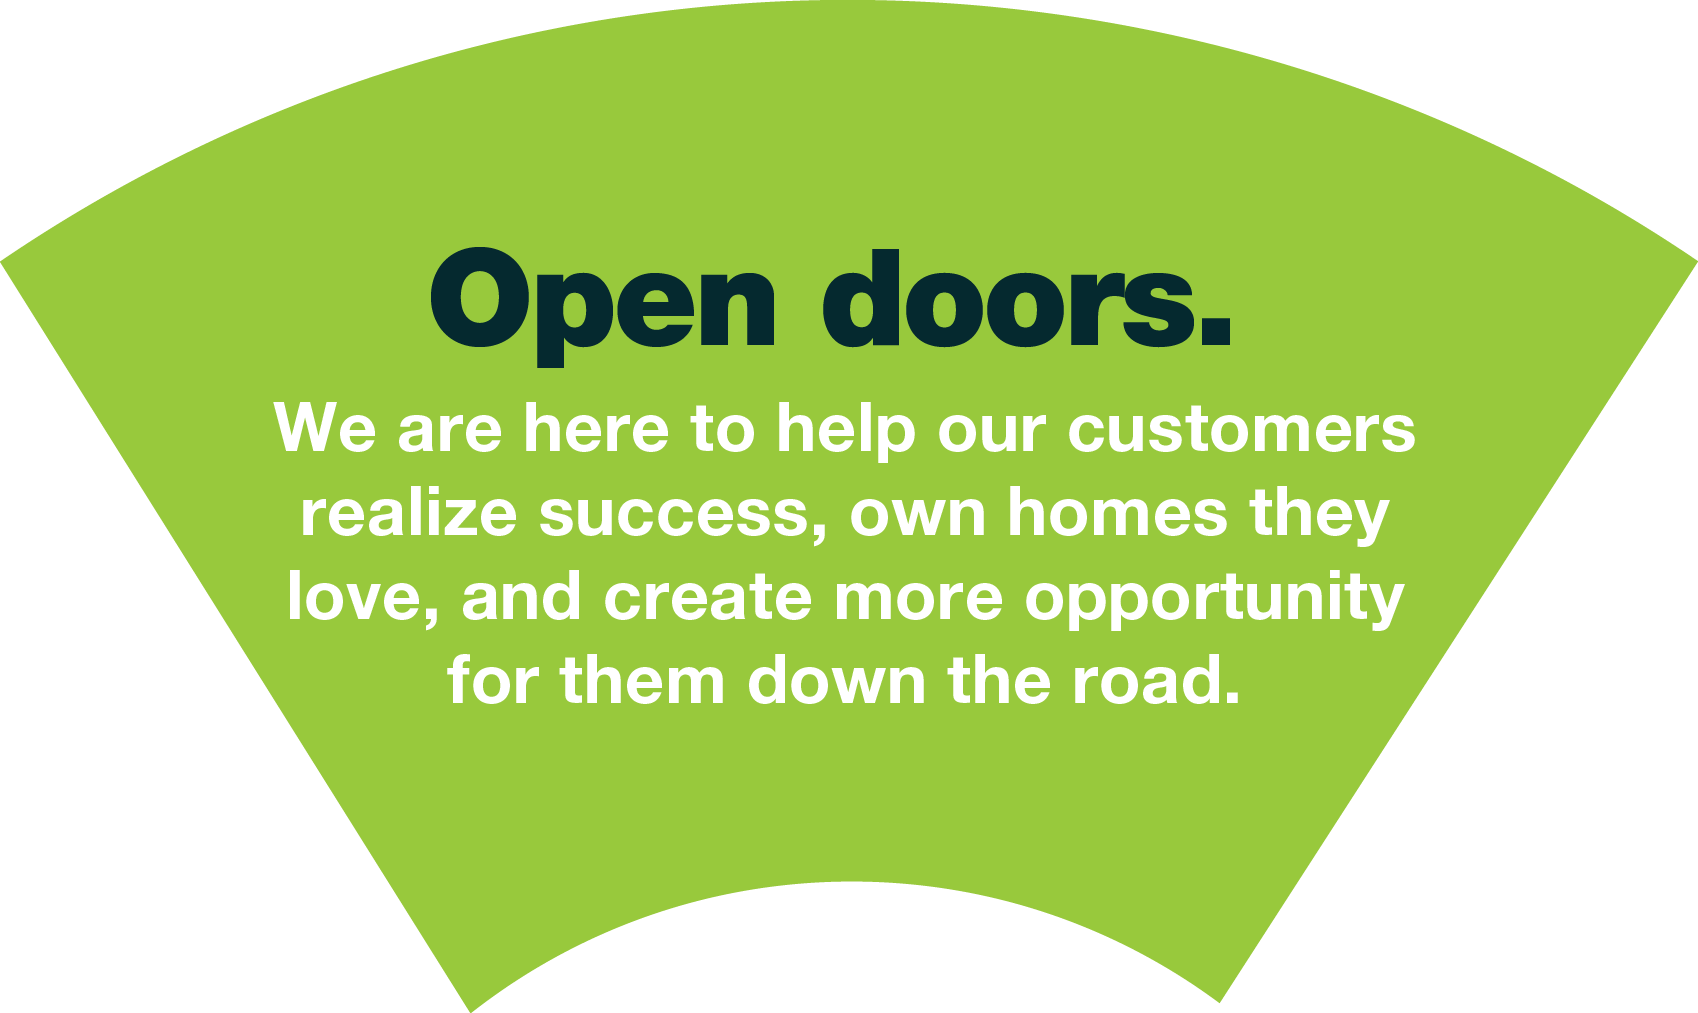 Open doors.
We are here to help our customers
realize success, own homes they
love, and create more opportunity
for them down the road.